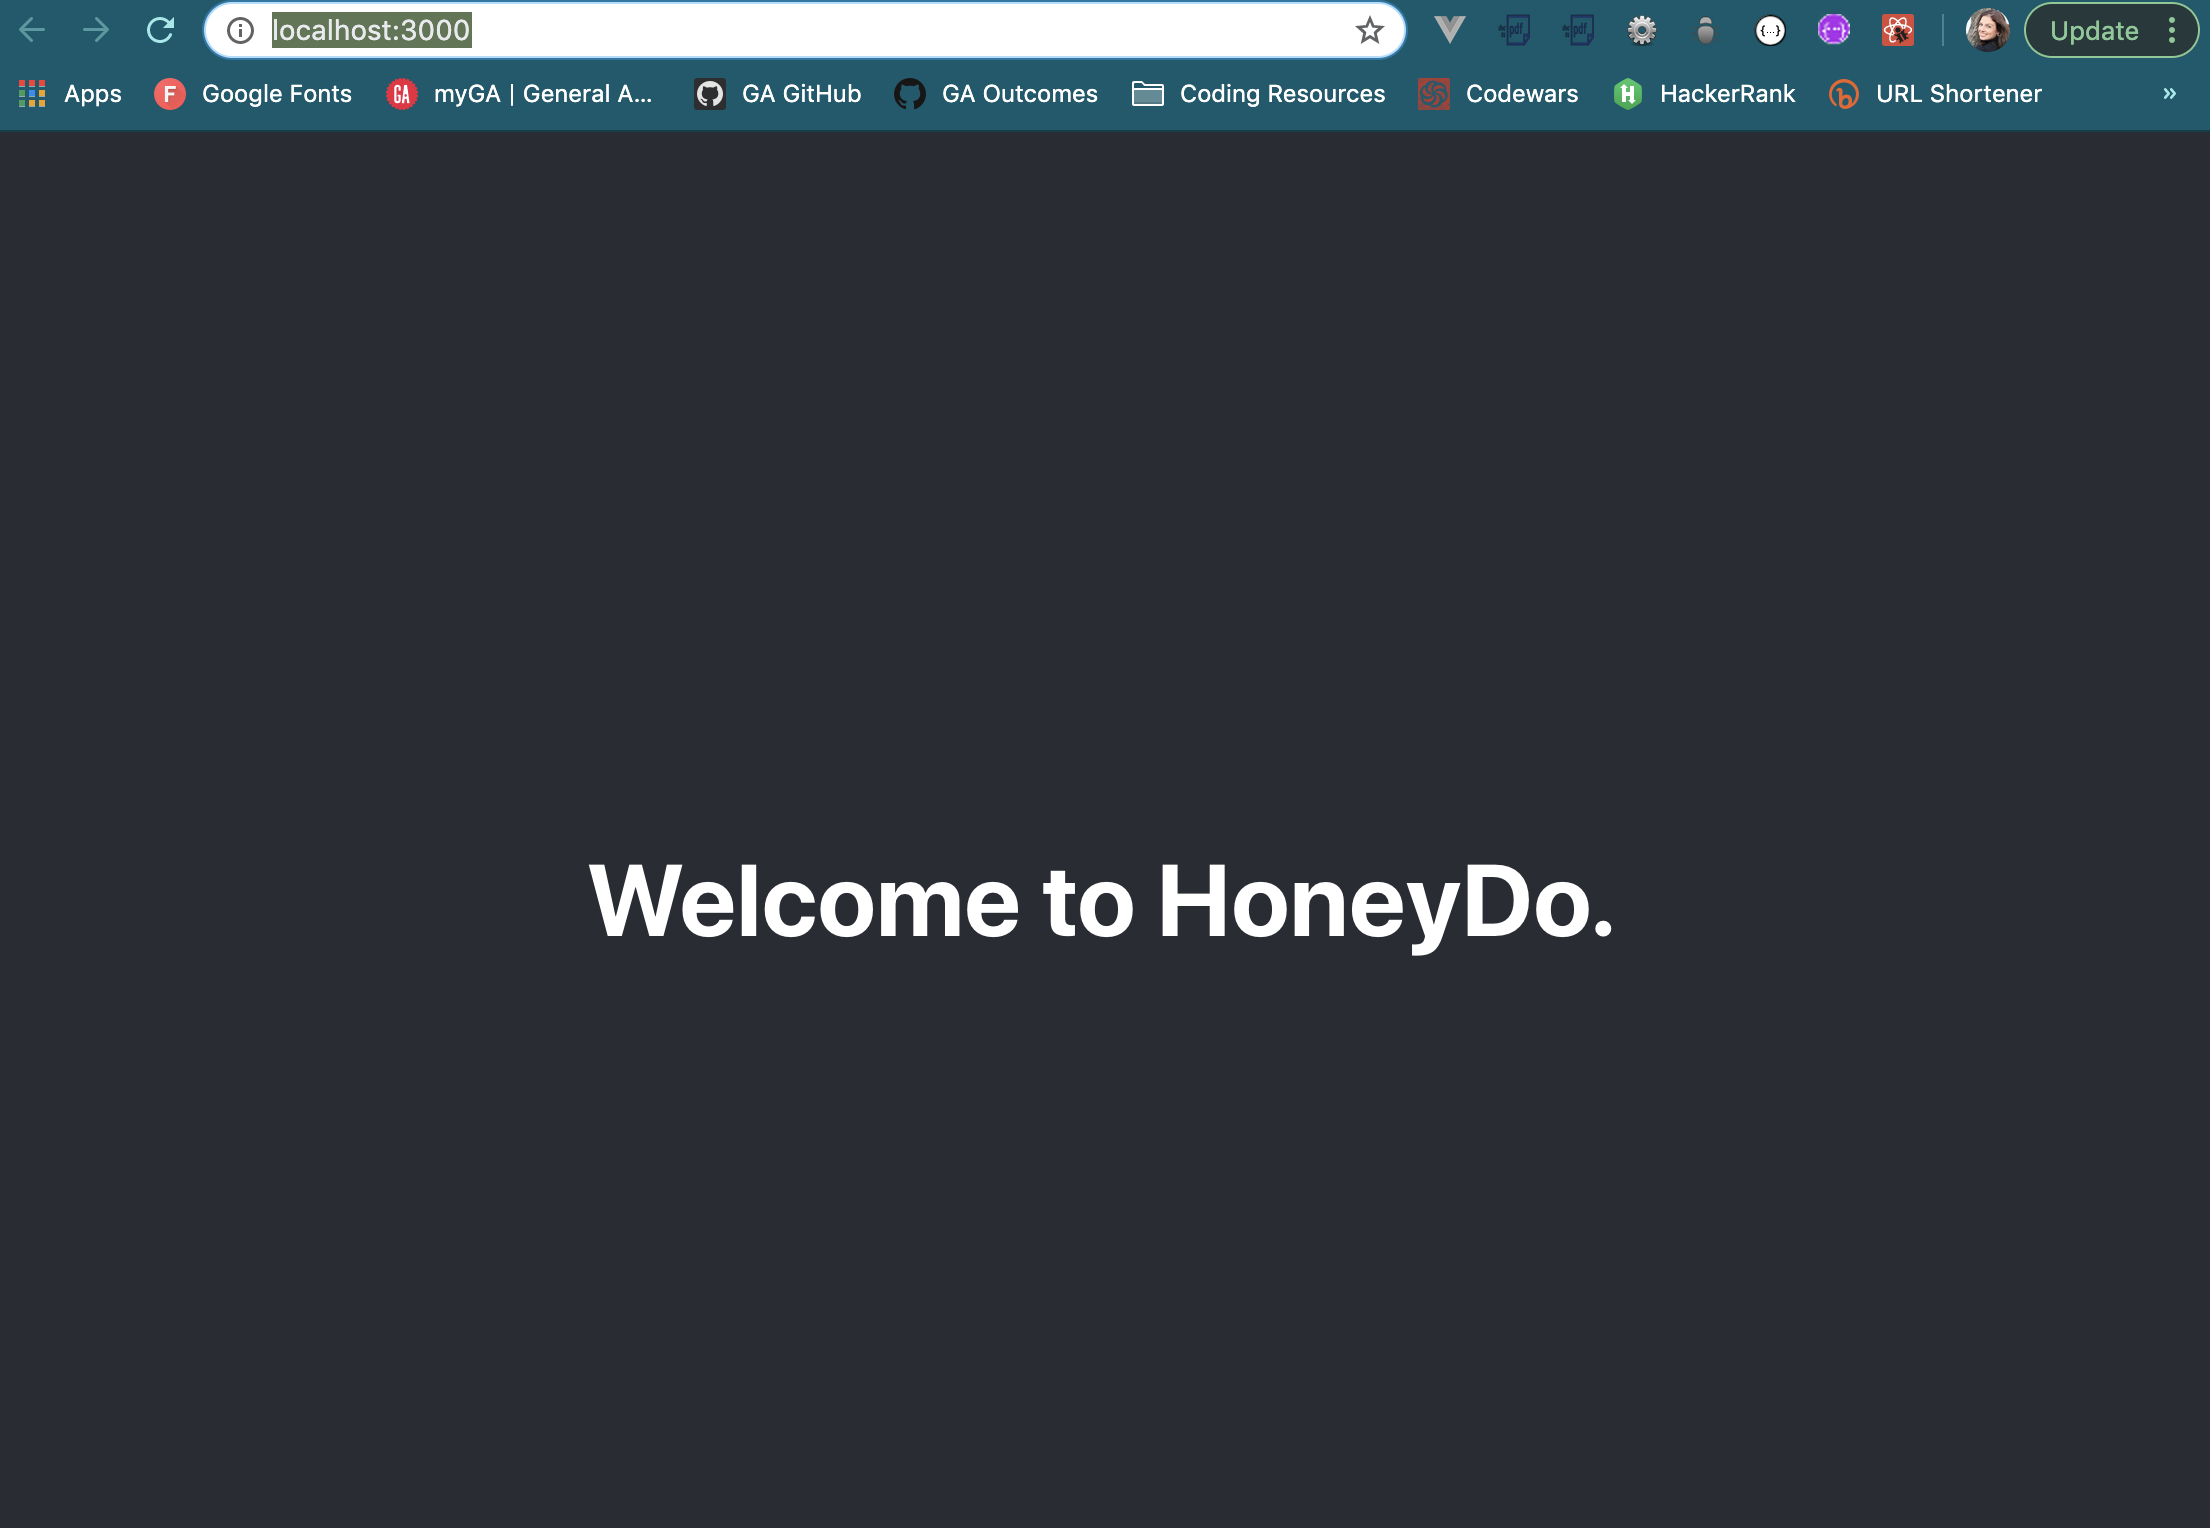 localhost:3000
Update
Apps
F Google Fonts
GA myGA | General A...
GA GitHub
GA Outcomes
Coding Resources
Codewars
H HackerRank
b URL Shortener
»
Welcome to HoneyDo.